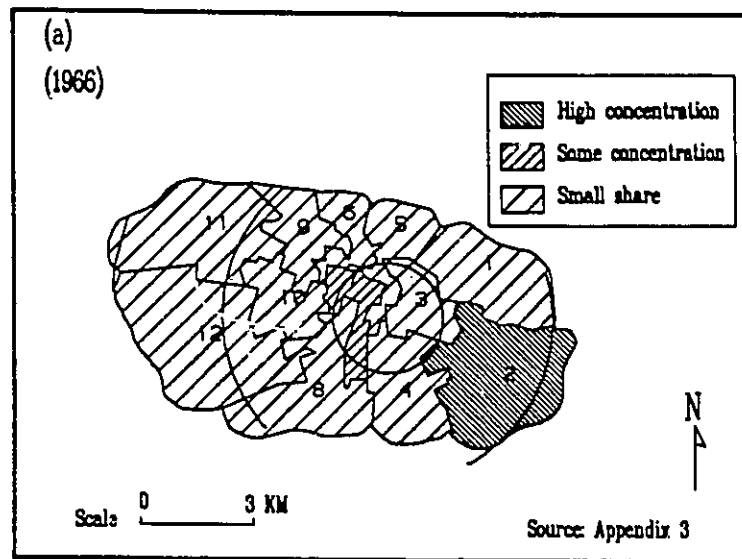 (a)
(1966)
High concentration
Some concentration
Small share
11
9
6
5
1
10
3
12
2
8
4
N
0 3 KM
Scale
Source: Appendix 3